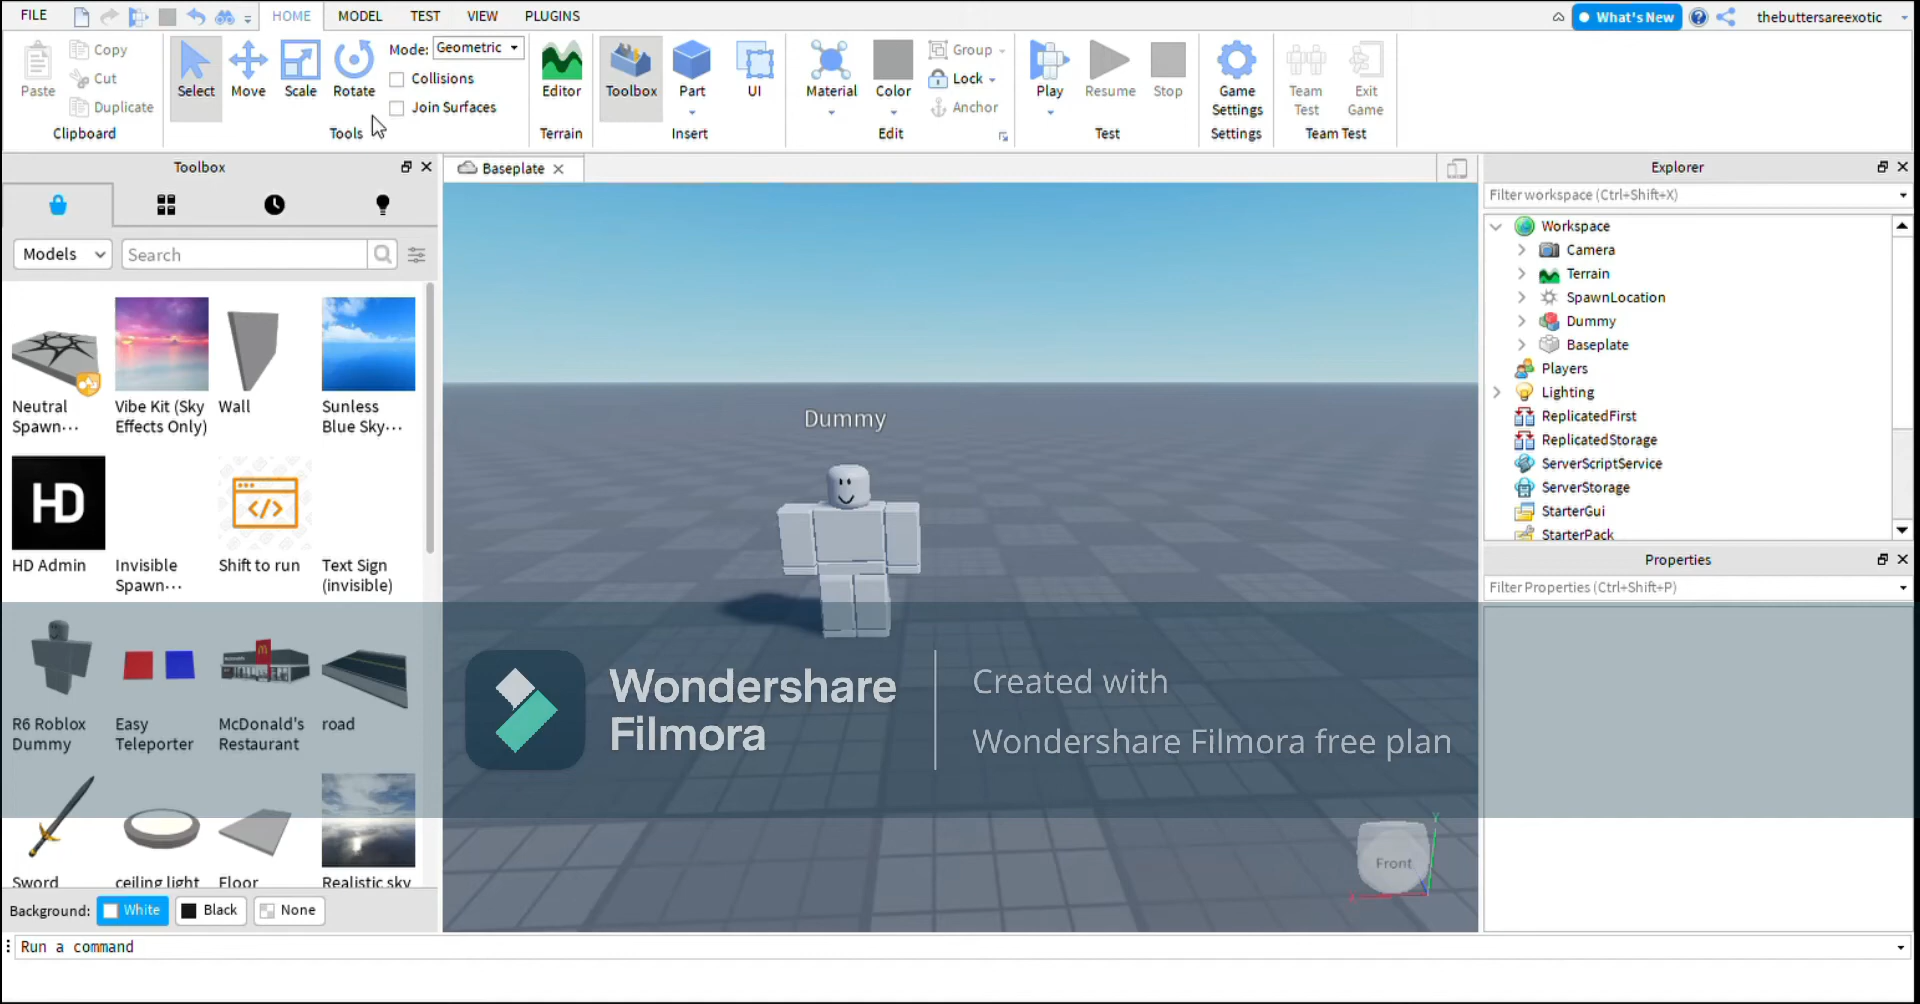 FILE
HOME
MODEL
TEST
VIEW
PLUGINS
What's New
thebuttersareexotic
Paste
Copy
Cut
Duplicate
Clipboard
Select
Move
Scale
Rotate
Mode: Geometric
Collisions
Join Surfaces
Tools
Editor
Terrain
Toolbox
Part
UI
Insert
Material
Color
Group
Lock
Anchor
Edit
Play
Resume
Stop
Test
Game
Settings
Settings
Team
Test
Exit
Game
Team Test
Toolbox
Models
Search
Neutral
Spawn...
Vibe Kit (Sky
Effects Only)
Wall
Sunless
Blue Sky...
HD
HD Admin
Invisible
Spawn...
</>
Shift to run
Text Sign
(invisible)
R6 Roblox
Dummy
Easy
Teleporter
McDonald's
Restaurant
road
Sword
ceiling light
Floor
Realistic sky
Background:
White
Black
None
Run a command
Baseplate
Dummy
Wondershare
Filmora
Created with
Wondershare Filmora free plan
Front
Y
Explorer
Filter workspace (Ctrl+Shift+X)
Workspace
Camera
Terrain
SpawnLocation
Dummy
Baseplate
Players
Lighting
ReplicatedFirst
ReplicatedStorage
ServerScriptService
ServerStorage
StarterGui
StarterPack
Properties
Filter Properties (Ctrl+Shift+P)